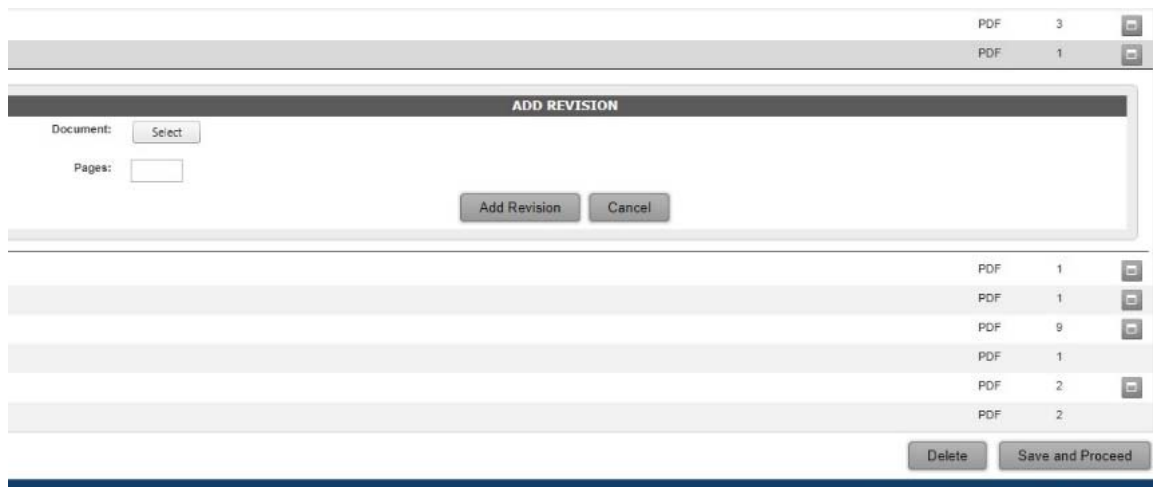 PDF 3
PDF 1
ADD REVISION
Document: Select
Pages:
Add Revision Cancel
PDF 1
PDF 1
PDF 9
PDF 1
PDF 2
PDF 2
Delete Save and Proceed